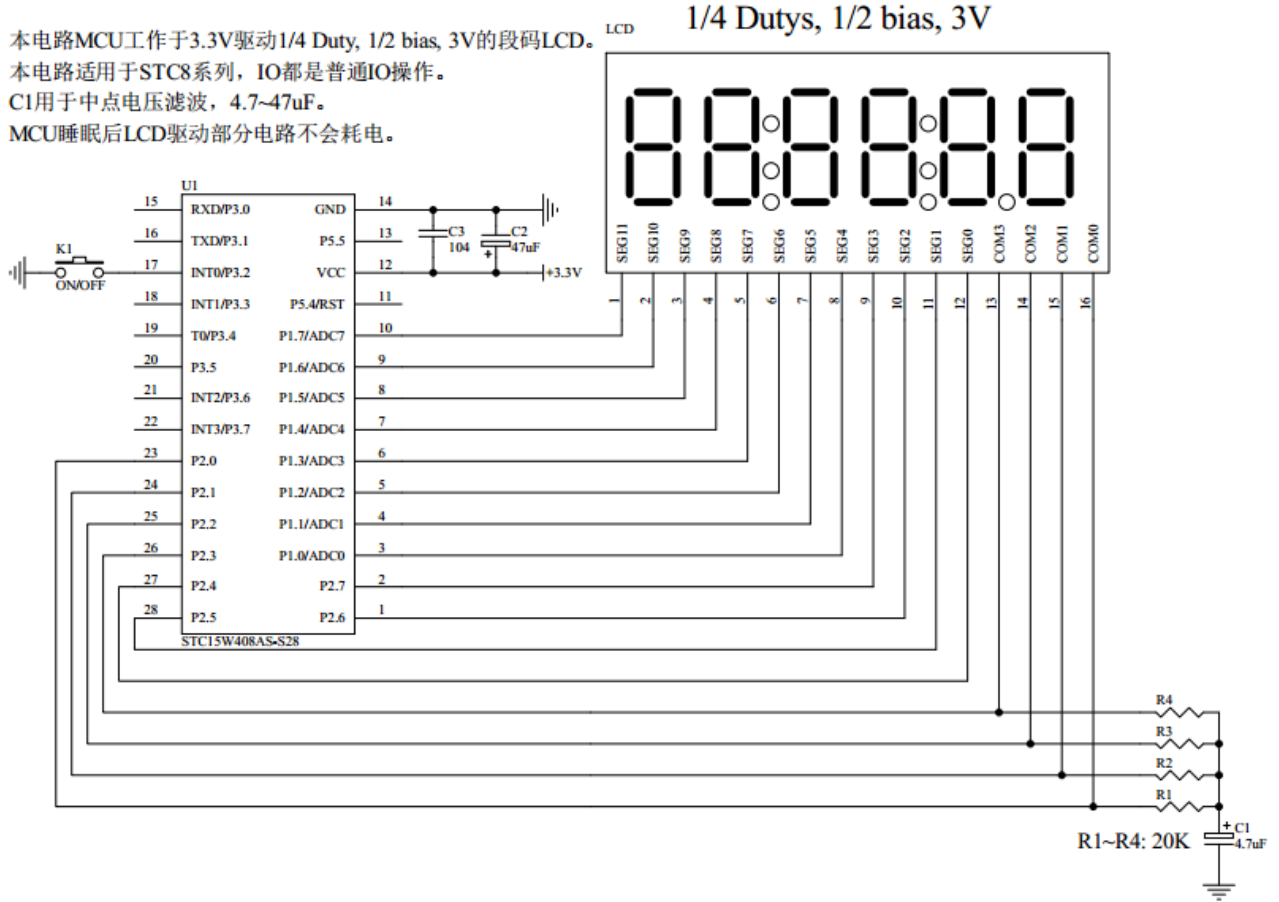 1/4 Dutys, 1/2 bias, 3V
本电路MCU工作于3.3V驱动1/4 Duty, 1/2 bias, 3V的段码LCD。
本电路适用于STC8系列，IO都是普通IO操作。
C1用于中点电压滤波，4.7~47uF。
MCU睡眠后LCD驱动部分电路不会耗电。
LCD
SEG11 SEG10 SEG9 SEG8 SEG7 SEG6 SEG5 SEG4 SEG3 SEG2 SEG1 SEG0 COM3 COM2 COM1 COM0
1 2 3 4 5 6 7 8 9 10 11 12 13 14 15 16
U1
15 RXD/P3.0 GND 14
16 TXD/P3.1 P5.5 13
17 INT0/P3.2 VCC 12
18 INT1/P3.3 P5.4/RST 11
19 T0/P3.4 P1.7/ADC7 10
20 P3.5 P1.6/ADC6 9
21 INT2/P3.6 P1.5/ADC5 8
22 INT3/P3.7 P1.4/ADC4 7
23 P2.0 P1.3/ADC3 6
24 P2.1 P1.2/ADC2 5
25 P2.2 P1.1/ADC1 4
26 P2.3 P1.0/ADC0 3
27 P2.4 P2.7 2
28 P2.5 P2.6 1
STC15W408AS-S28
K1
ON/OFF
C3
104
C2
+
47uF
+3.3V
R4
R3
R2
R1
R1~R4: 20K
+ C1
4.7uF